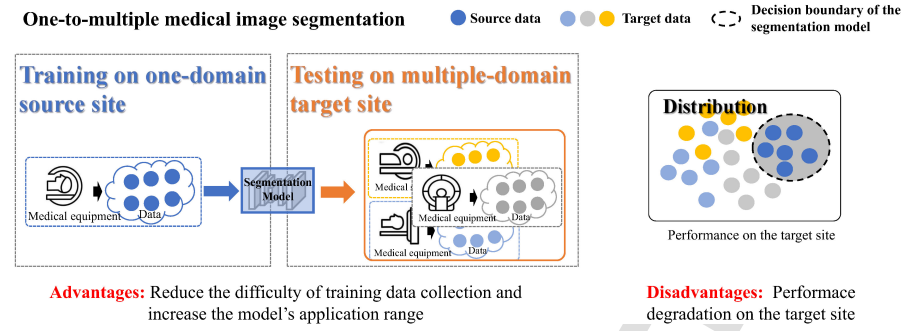 One-to-multiple medical image segmentation
Source data
Target data
Decision boundary of the
segmentation model
Training on one-domain
source site
Testing on multiple-domain
target site
Medical equipment
Data
Segmentation
Model
Medical
Medical equipment
Data
Medical equipment
Data
Distribution
Performance on the target site
Advantages: Reduce the difficulty of training data collection and
increase the model's application range
Disadvantages: Performace
degradation on the target site